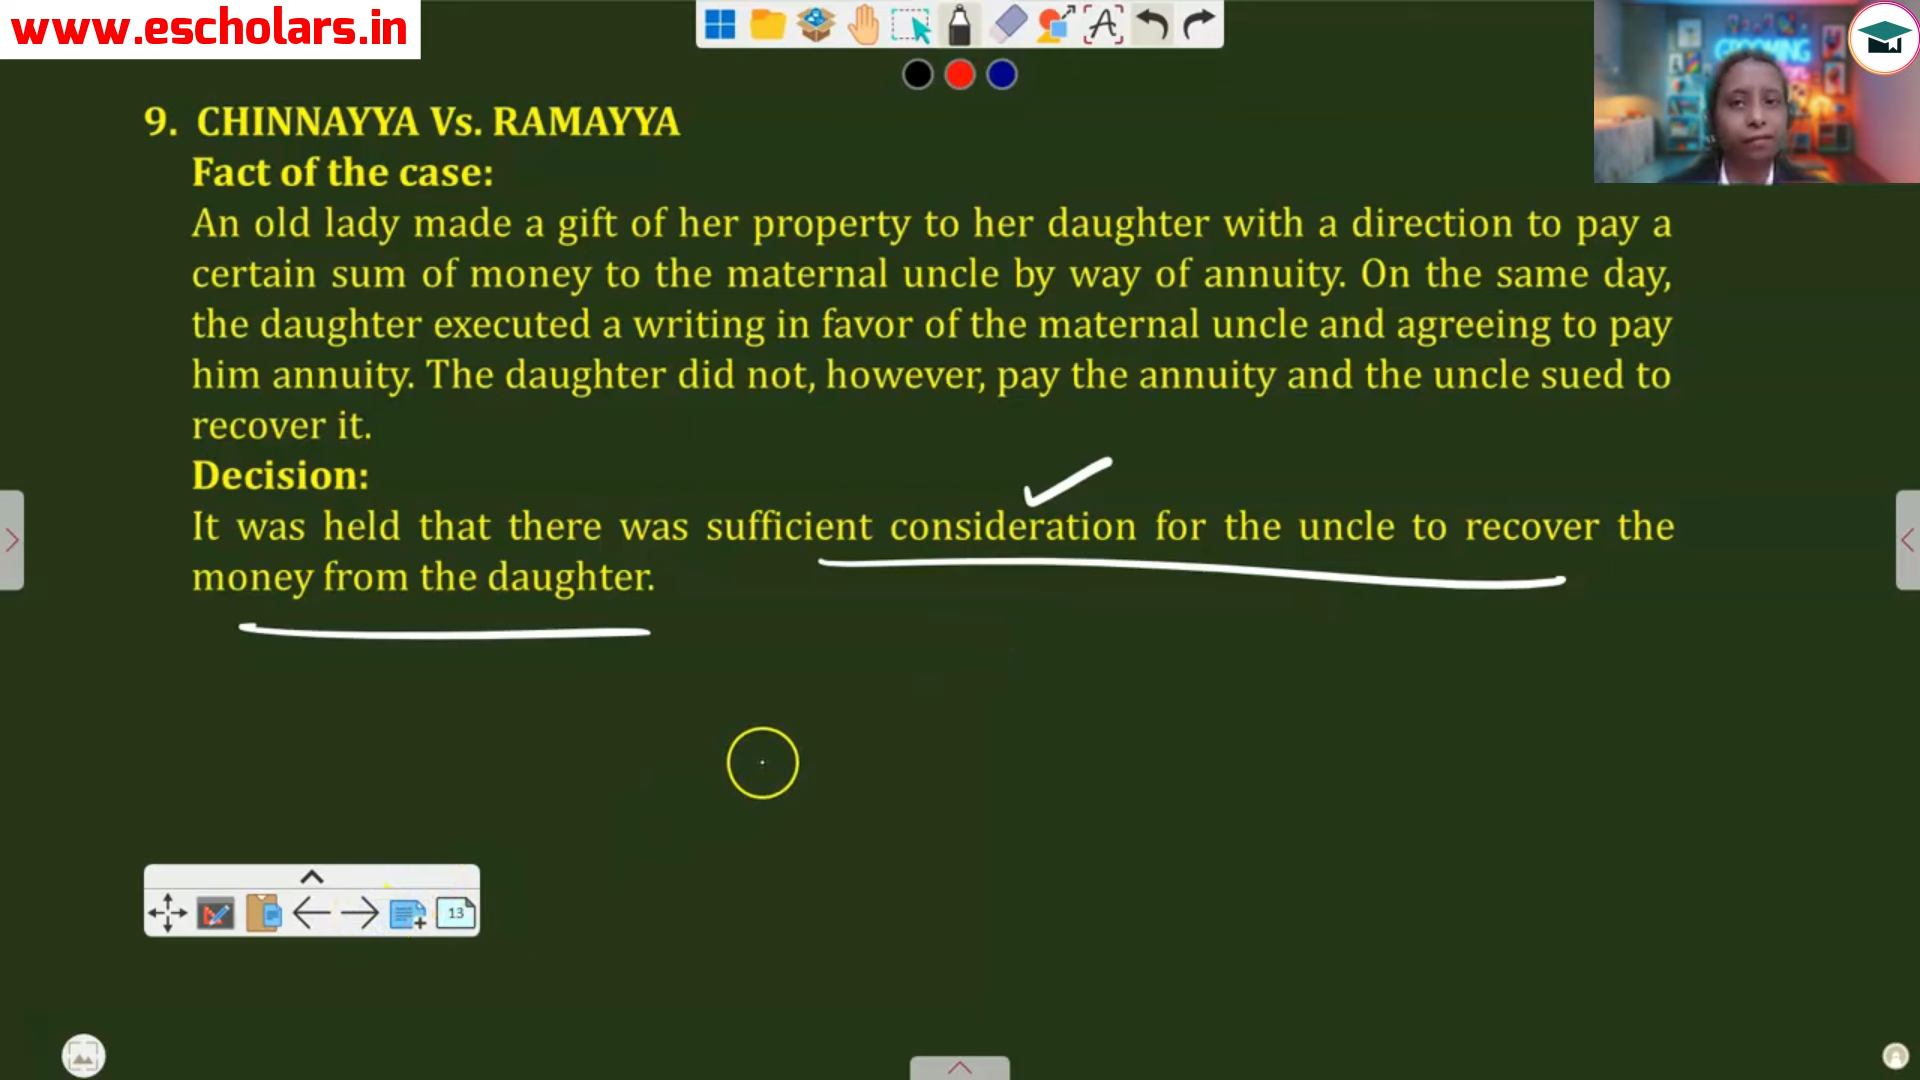 www.escholars.in
GROOMING
9. CHINNAYYA Vs. RAMAYYA
Fact of the case:
An old lady made a gift of her property to her daughter with a direction to pay a
certain sum of money to the maternal uncle by way of annuity. On the same day,
the daughter executed a writing in favor of the maternal uncle and agreeing to pay
him annuity. The daughter did not, however, pay the annuity and the uncle sued to
recover it.
Decision:
It was held that there was sufficient consideration for the uncle to recover the
money from the daughter.
13